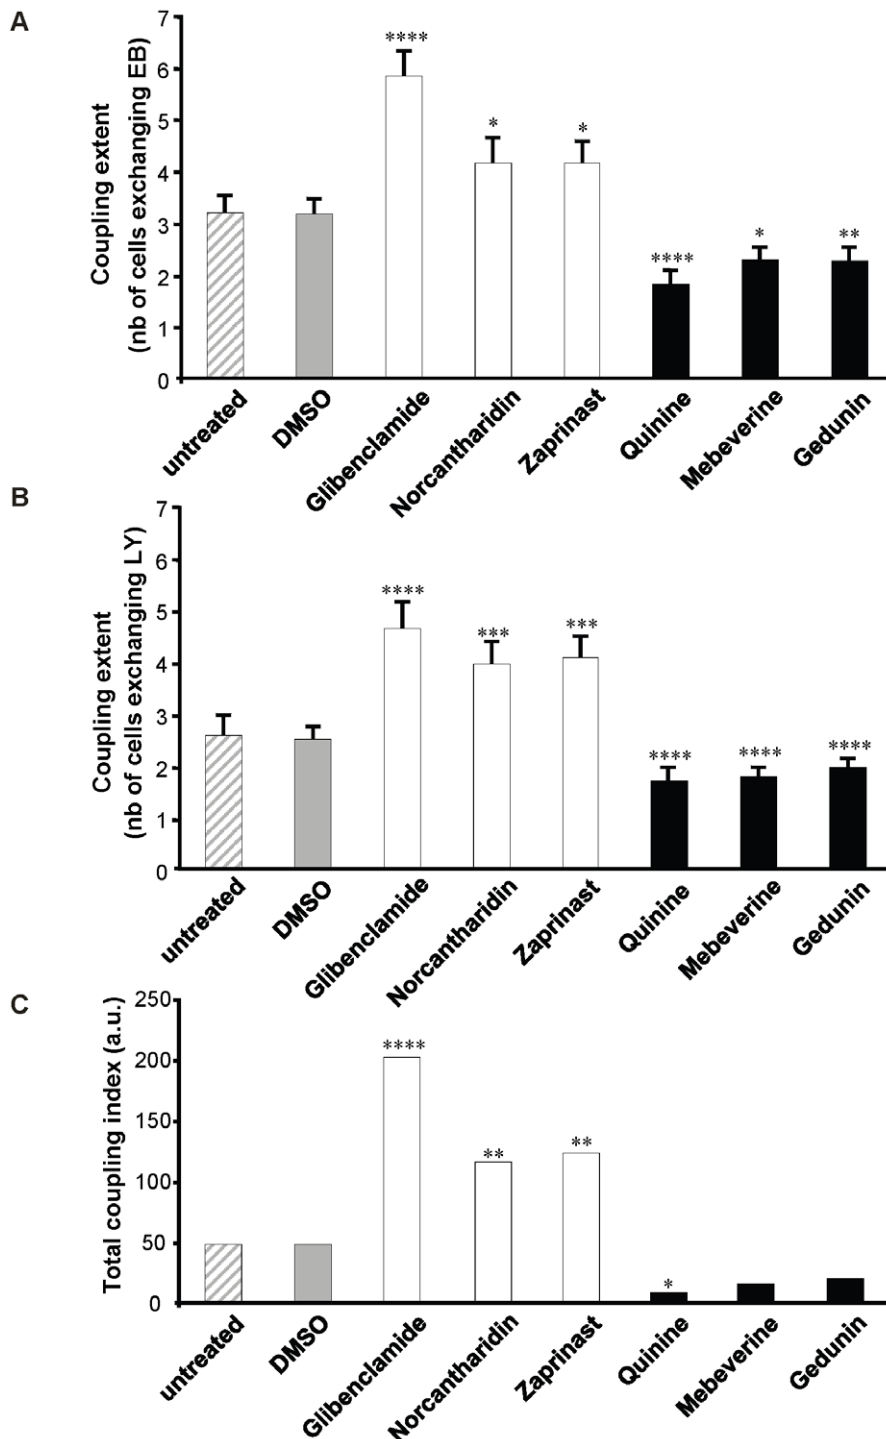 A
Coupling extent
(nb of cells exchanging EB)
7
6
5
4
3
2
1
0
****
*
*
****
*
**
untreated
DMSO
Glibenclamide
Norcantharidin
Zaprinast
Quinine
Mebeverine
Gedunin
B
Coupling extent
(nb of cells exchanging LY)
7
6
5
4
3
2
1
0
****
***
***
****
****
****
untreated
DMSO
Glibenclamide
Norcantharidin
Zaprinast
Quinine
Mebeverine
Gedunin
C
Total coupling index (a.u.)
250
200
150
100
50
0
****
**
**
*
untreated
DMSO
Glibenclamide
Norcantharidin
Zaprinast
Quinine
Mebeverine
Gedunin